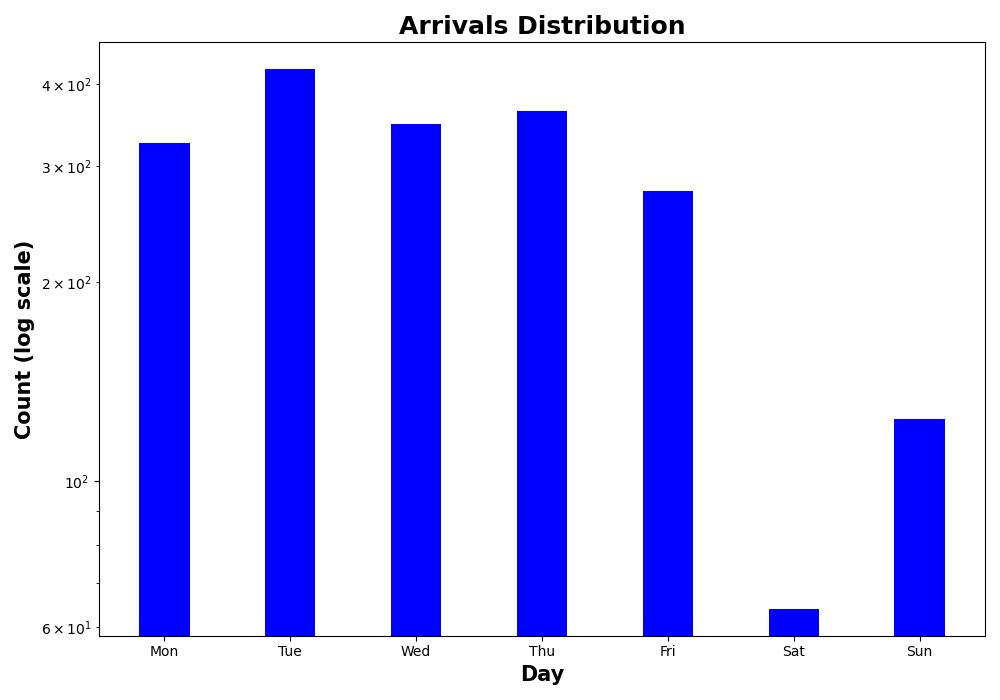 Arrivals Distribution
Count (log scale)
4 × 10²
3 × 10²
2 × 10²
10²
6 × 10¹
Mon Tue Wed Thu Fri Sat Sun
Day